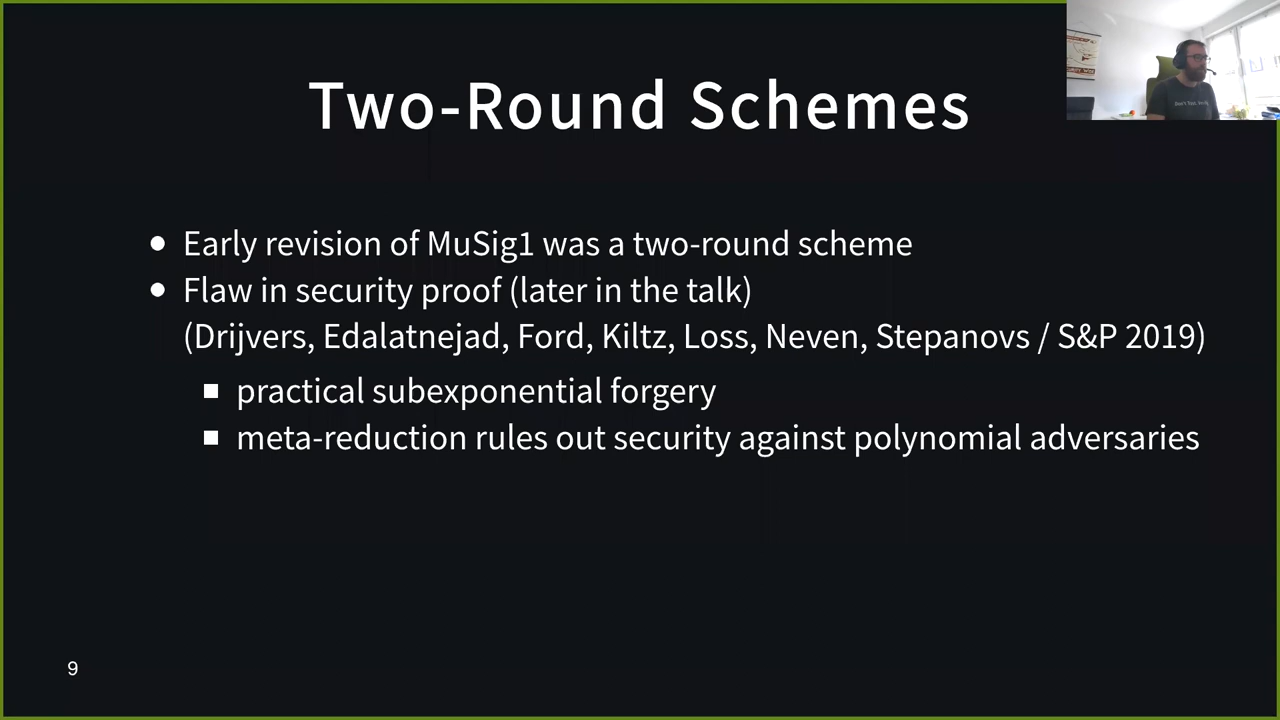 Two-Round Schemes
Early revision of MuSig1 was a two-round scheme
Flaw in security proof (later in the talk)
(Drijvers, Edalatnejad, Ford, Kiltz, Loss, Neven, Stepanovs / S&P 2019)
practical subexponential forgery
meta-reduction rules out security against polynomial adversaries
9